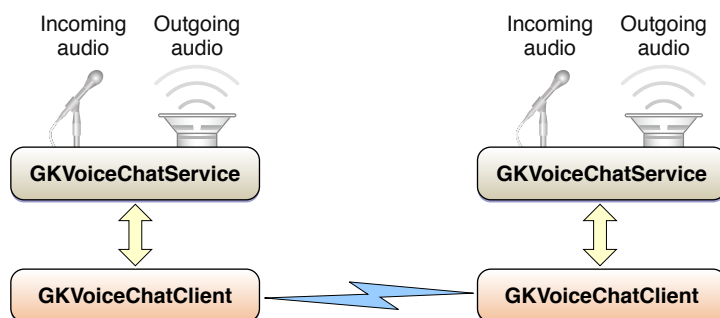 Incoming
audio
Outgoing
audio
Incoming
audio
Outgoing
audio
GKVoiceChatService
GKVoiceChatService
GKVoiceChatClient
GKVoiceChatClient